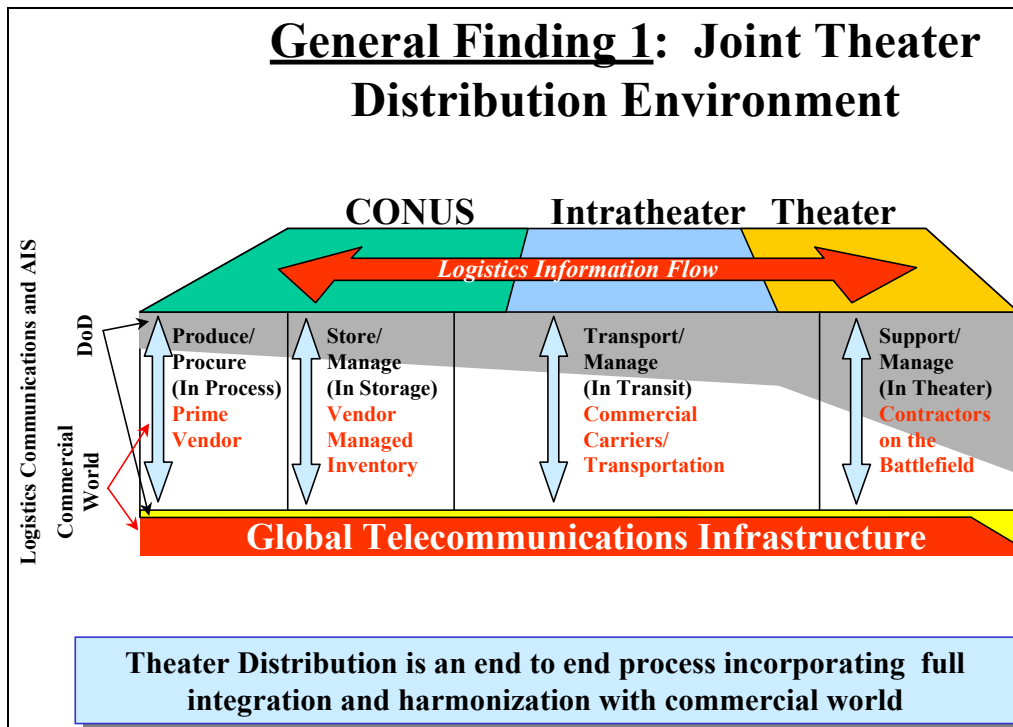 General Finding 1:  Joint Theater
Distribution Environment
CONUS
Intratheater
Theater
Logistics Information Flow
Logistics Communications and AIS
DoD
Commercial
World
Produce/
Procure
(In Process)
Prime
Vendor
Store/
Manage
(In Storage)
Vendor
Managed
Inventory
Transport/
Manage
(In Transit)
Commercial
Carriers/
Transportation
Support/
Manage
(In Theater)
Contractors
on the
Battlefield
Global Telecommunications Infrastructure
Theater Distribution is an end to end process incorporating  full
integration and harmonization with commercial world